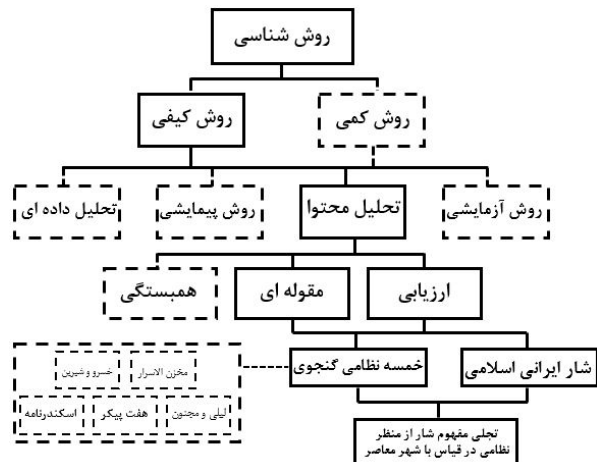 روش شناسی
روش کمی
روش کیفی
روش آزمایشی
تحلیل محتوا
روش پیمایشی
تحلیل داده ای
ارزیابی
مقوله ای
همبستگی
شار ایرانی اسلامی
خمسه نظامی گنجوی
مخزن الاسرار
خسرو و شیرین
لیلی و مجنون
هفت پیکر
اسکندرنامه
تجلی مفهوم شار از منظر
نظامی در قیاس با شهر معاصر